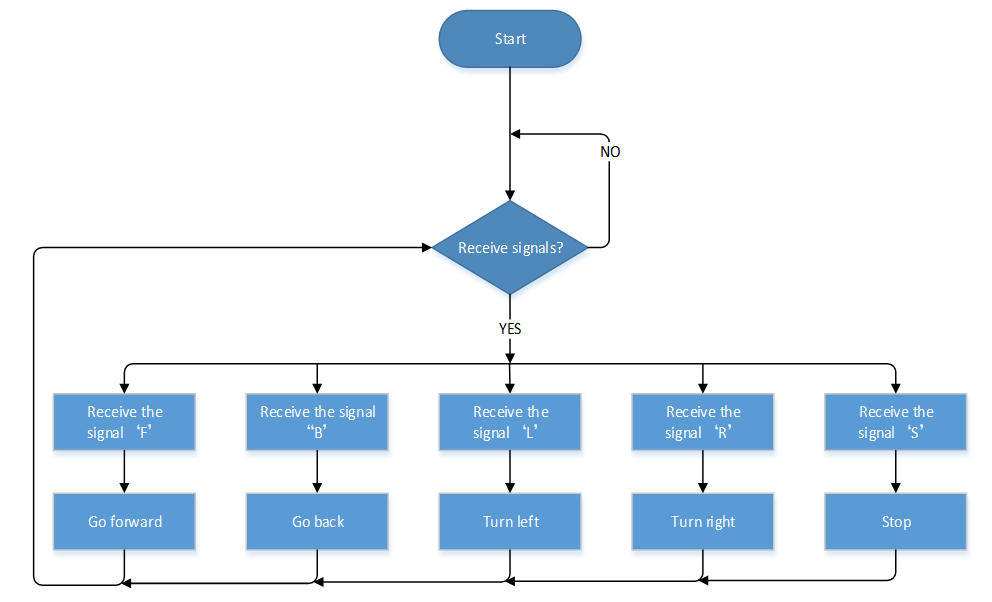 Start
NO
Receive signals?
YES
Receive the
signal ‘F’
Receive the signal
“B’
Receive the
signal ‘L’
Receive the
signal ‘R’
Receive the
signal ‘S’
Go forward
Go back
Turn left
Turn right
Stop